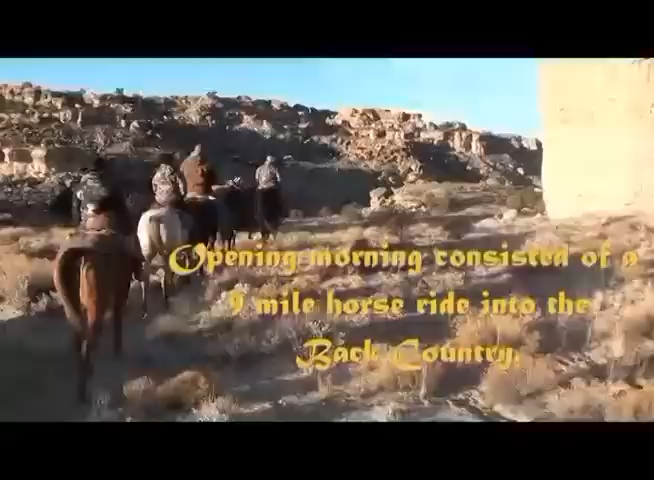 Opening morning consisted of a
9 mile horse ride into the
Back Country.